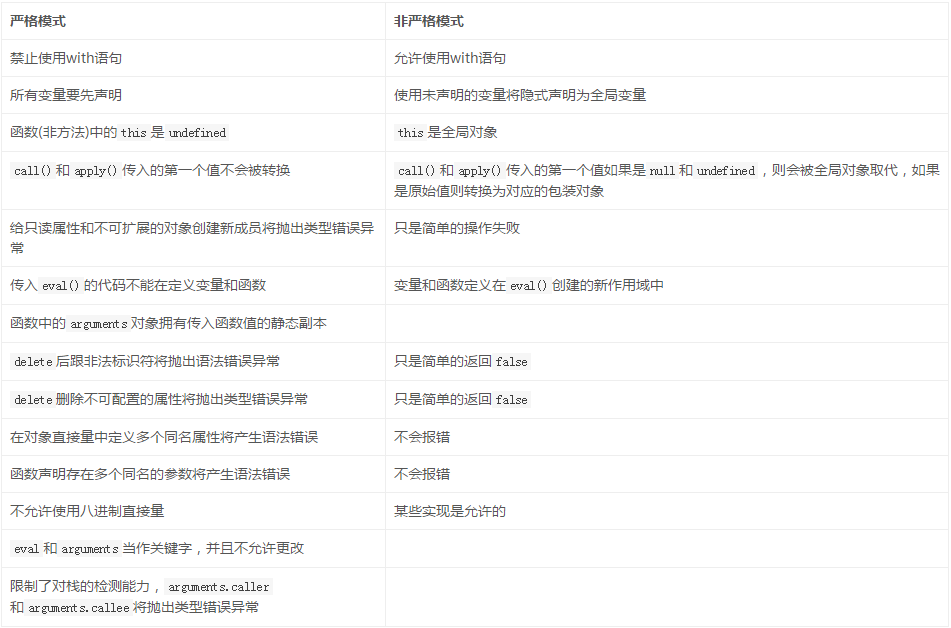 严格模式
非严格模式
禁止使用with语句
允许使用with语句
所有变量要先声明
使用未声明的变量将隐式声明为全局变量
函数(非方法)中的 this 是 undefined
this 是全局对象
call() 和 apply() 传入的第一个值不会被转换
call() 和 apply() 传入的第一个值如果是 null 和 undefined ，则会被全局对象取代，如果
是原始值则转换为对应的包装对象
给只读属性和不可扩展的对象创建新成员将抛出类型错误异
常
只是简单的操作失败
传入 eval() 的代码不能在定义变量和函数
变量和函数定义在 eval() 创建的新作用域中
函数中的 arguments 对象拥有传入函数值的静态副本
delete 后跟非法标识符将抛出语法错误异常
只是简单的返回 false
delete 删除不可配置的属性将抛出类型错误异常
只是简单的返回 false
在对象直接量中定义多个同名属性将产生语法错误
不会报错
函数声明存在多个同名的参数将产生语法错误
不会报错
不允许使用八进制直接量
某些实现是允许的
eval 和 arguments 当作关键字，并且不允许更改
限制了对栈的检测能力， arguments.caller
和 arguments.callee 将抛出类型错误异常